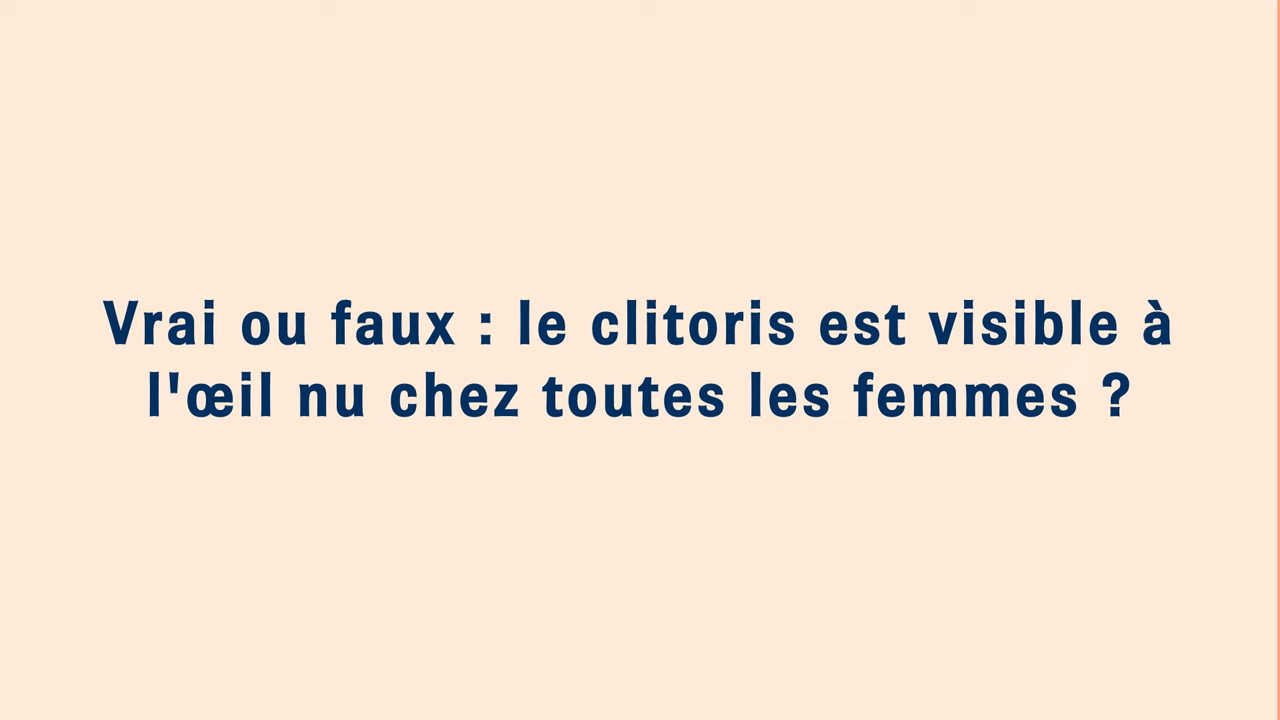 Vrai ou faux : le clitoris est visible à
l'œil nu chez toutes les femmes ?